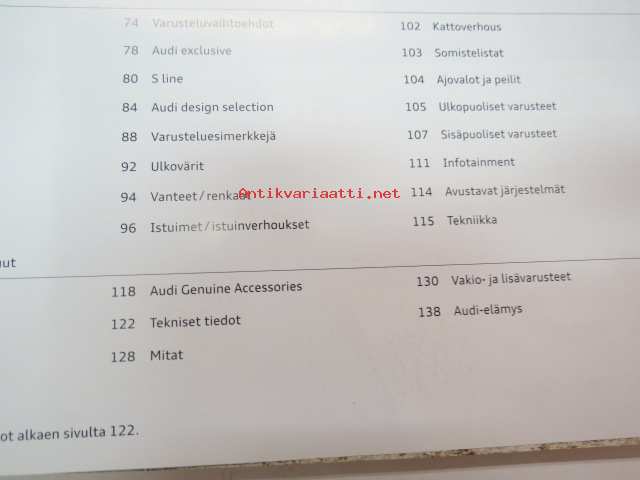 74 Varusteluvaihtoehdot
78 Audi exclusive
80 S line
84 Audi design selection
88 Varusteluesimerkkejä
92 Ulkovärit
94 Vanteet/renkaat
96 Istuimet/istuinverhoukset
102 Kattoverhous
103 Somistelistat
104 Ajovalot ja peilit
105 Ulkopuoliset varusteet
107 Sisäpuoliset varusteet
111 Infotainment
114 Avustavat järjestelmät
115 Tekniikka
Antikvariaatti.net
118 Audi Genuine Accessories
122 Tekniset tiedot
128 Mitat
130 Vakio- ja lisävarusteet
138 Audi-elämys
ot alkaen sivulta 122.